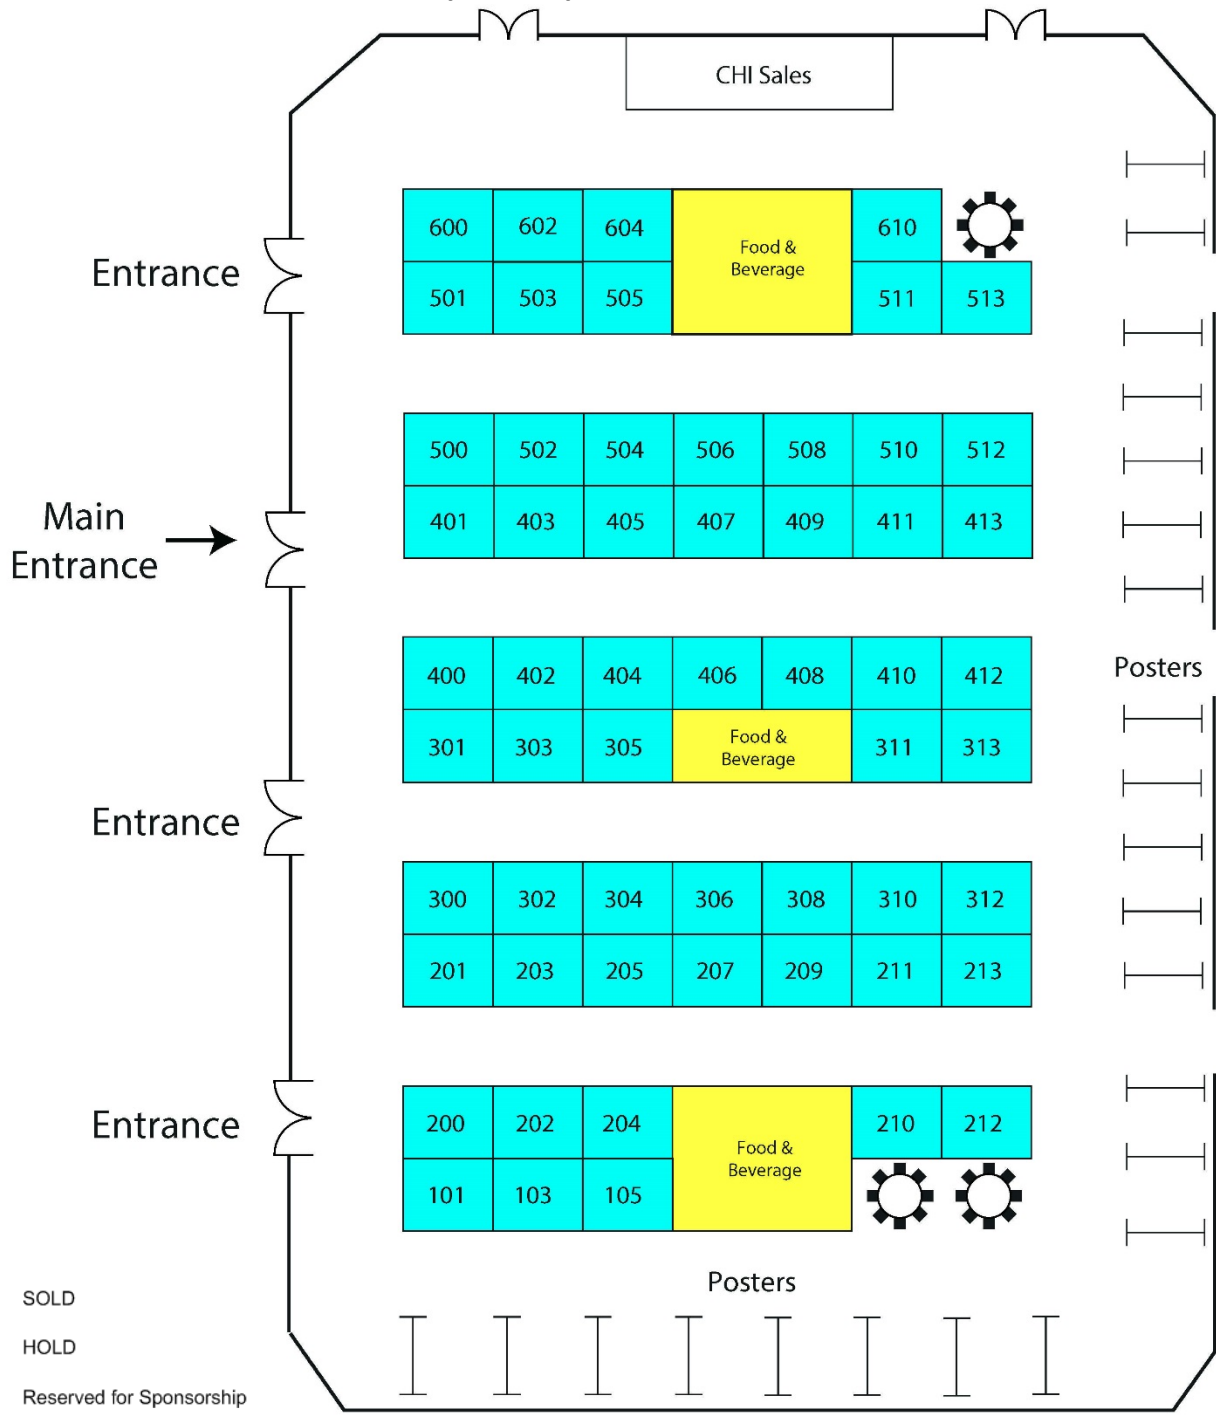 CHI Sales
600 602 604 Food & 610
Beverage
Entrance
501 503 505 511 513
500 502 504 506 508 510 512
Main
Entrance
401 403 405 407 409 411 413
400 402 404 406 408 410 412
Posters
301 303 305 Food & 311 313
Beverage
Entrance
300 302 304 306 308 310 312
201 203 205 207 209 211 213
Entrance
200 202 204 Food & 210 212
Beverage
101 103 105
Posters
SOLD
HOLD
Reserved for Sponsorship